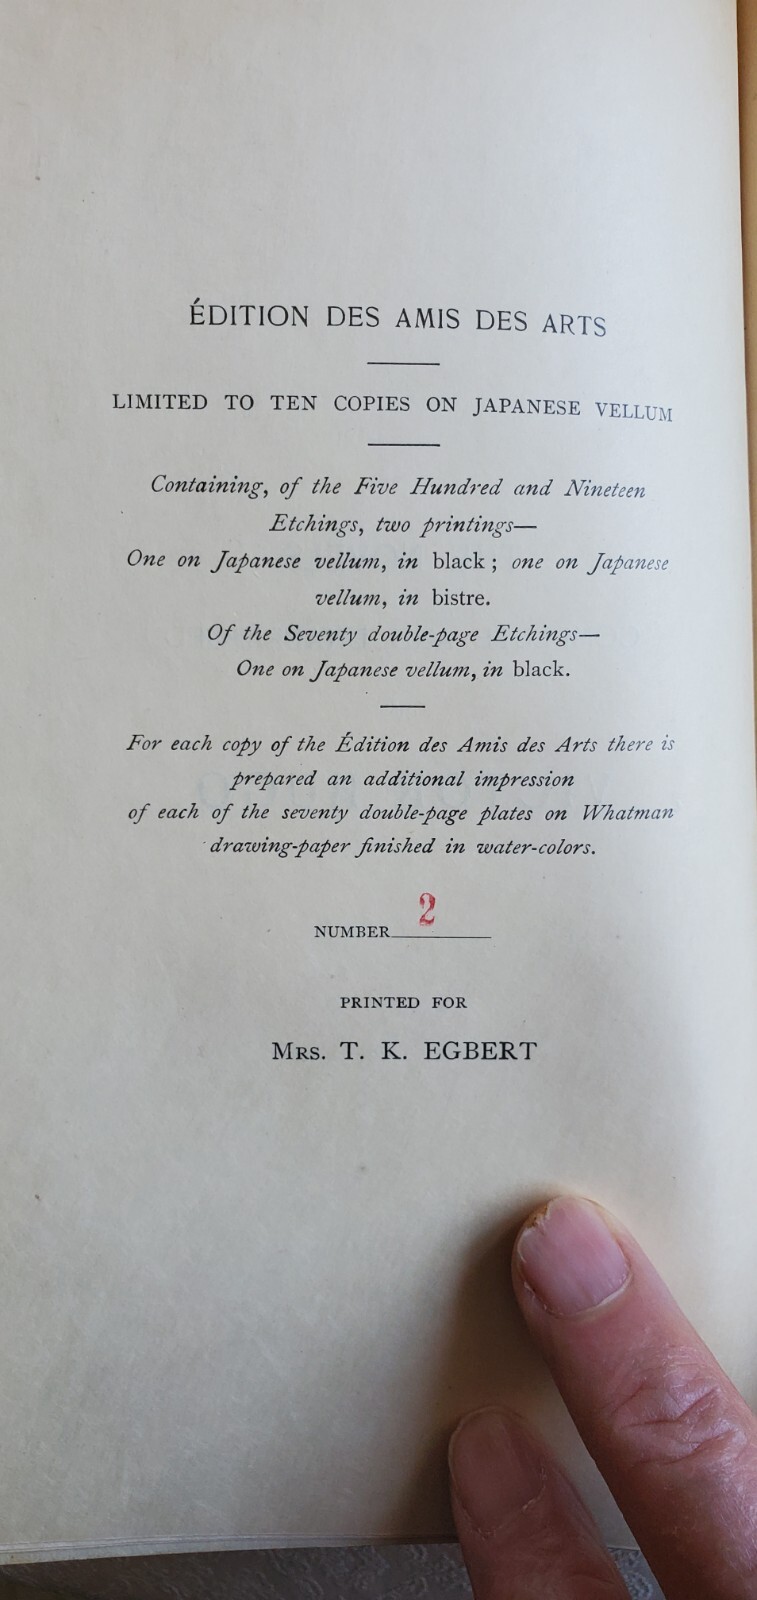 ÉDITION DES AMIS DES ARTS
LIMITED TO TEN COPIES ON JAPANESE VELLUM
Containing, of the Five Hundred and Nineteen
Etchings, two printings—
One on Japanese vellum, in black; one on Japanese
vellum, in bistre.
Of the Seventy double-page Etchings—
One on Japanese vellum, in black.
For each copy of the Édition des Amis des Arts there is
prepared an additional impression
of each of the seventy double-page plates on Whatman
drawing-paper finished in water-colors.
NUMBER 2
PRINTED FOR
MRS. T. K. EGBERT